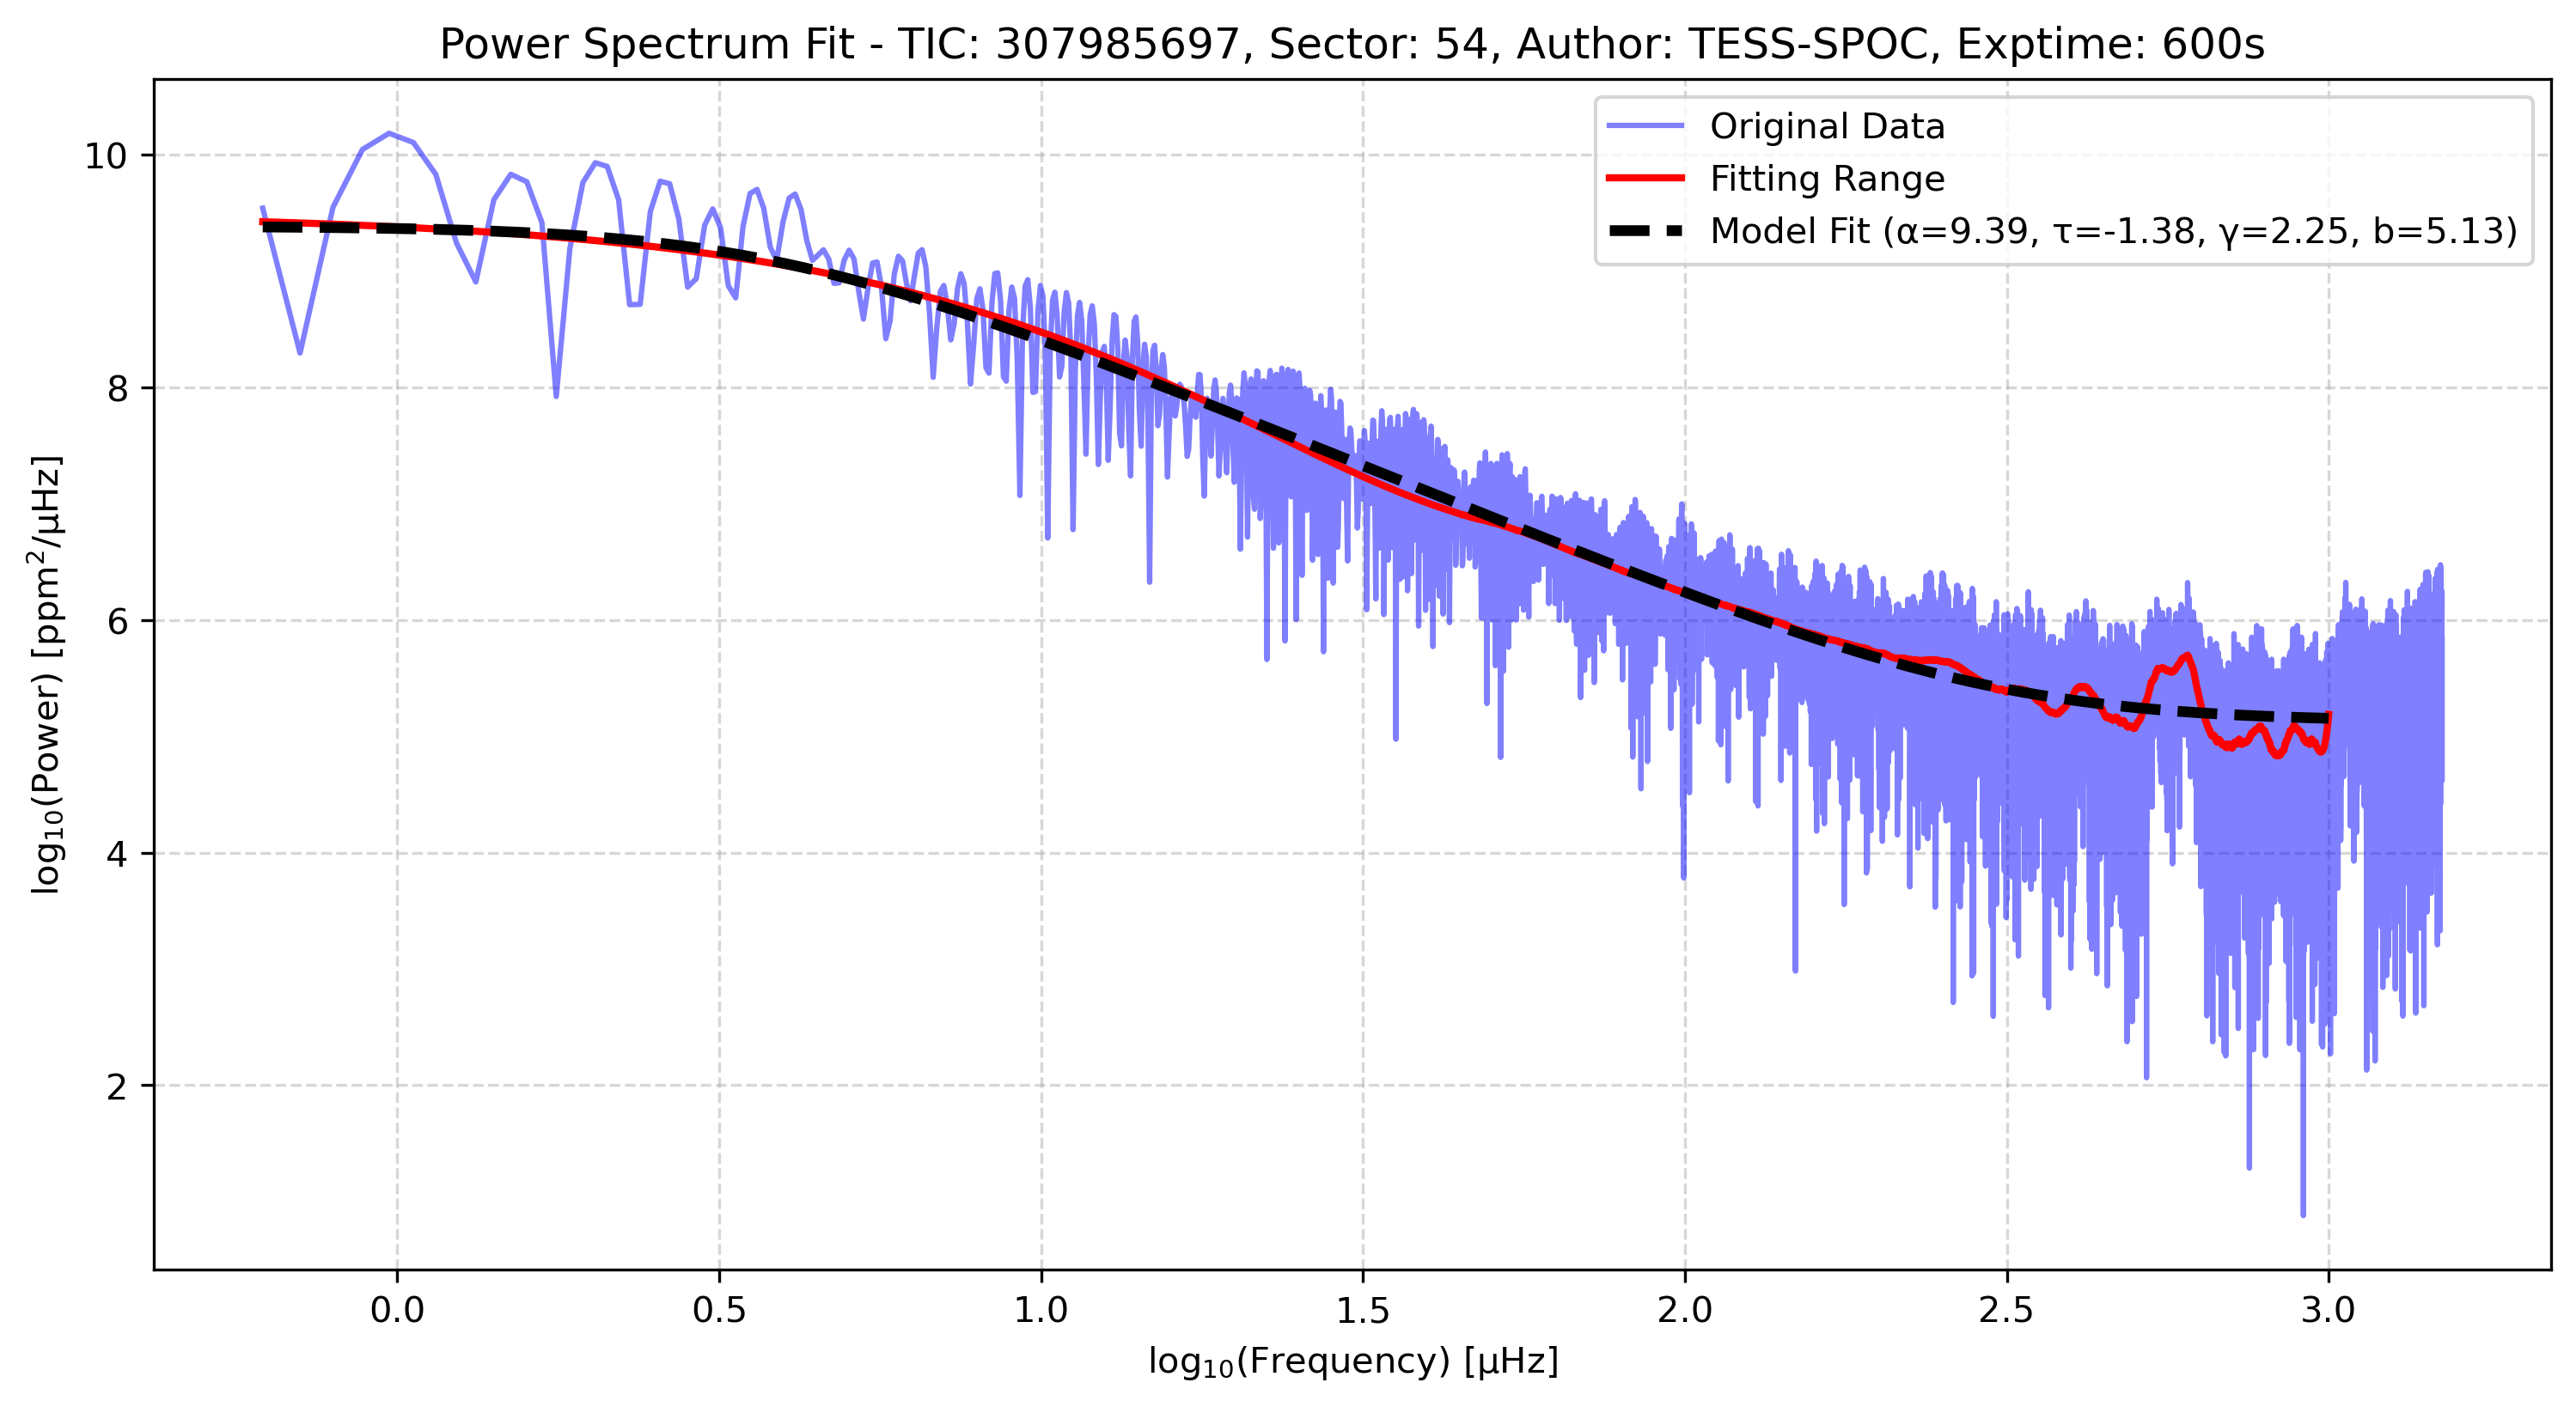 Power Spectrum Fit - TIC: 307985697, Sector: 54, Author: TESS-SPOC, Exptime: 600s
Original Data
Fitting Range
Model Fit (α=9.39, τ=-1.38, γ=2.25, b=5.13)
log₁₀(Power) [ppm²/μHz]
10
8
6
4
2
0.0 0.5 1.0 1.5 2.0 2.5 3.0
log₁₀(Frequency) [μHz]